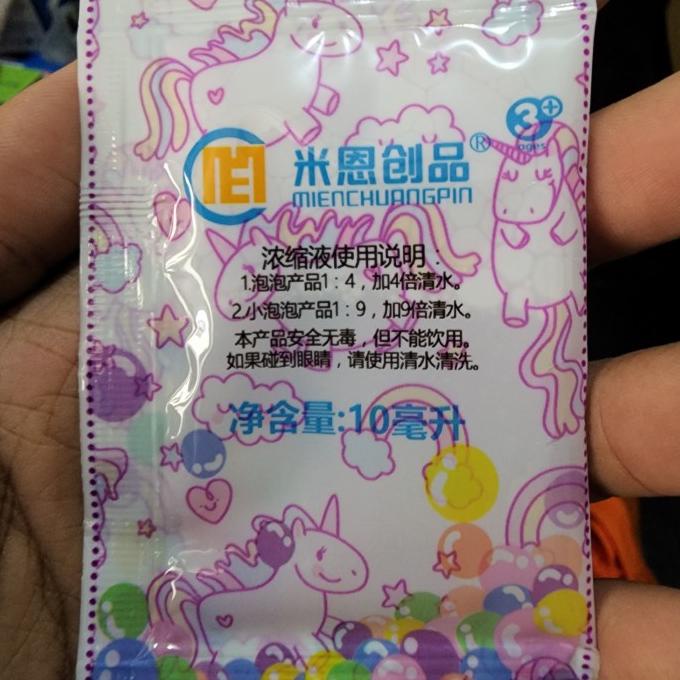 3+
ages
米恩创品®
MIENCHUANGPIN
浓缩液使用说明：
1.泡泡产品1：4，加4倍清水。
2.小泡泡产品1：9，加9倍清水。
本产品安全无毒，但不能饮用。
如果碰到眼睛，请使用清水清洗。
净含量:10毫升